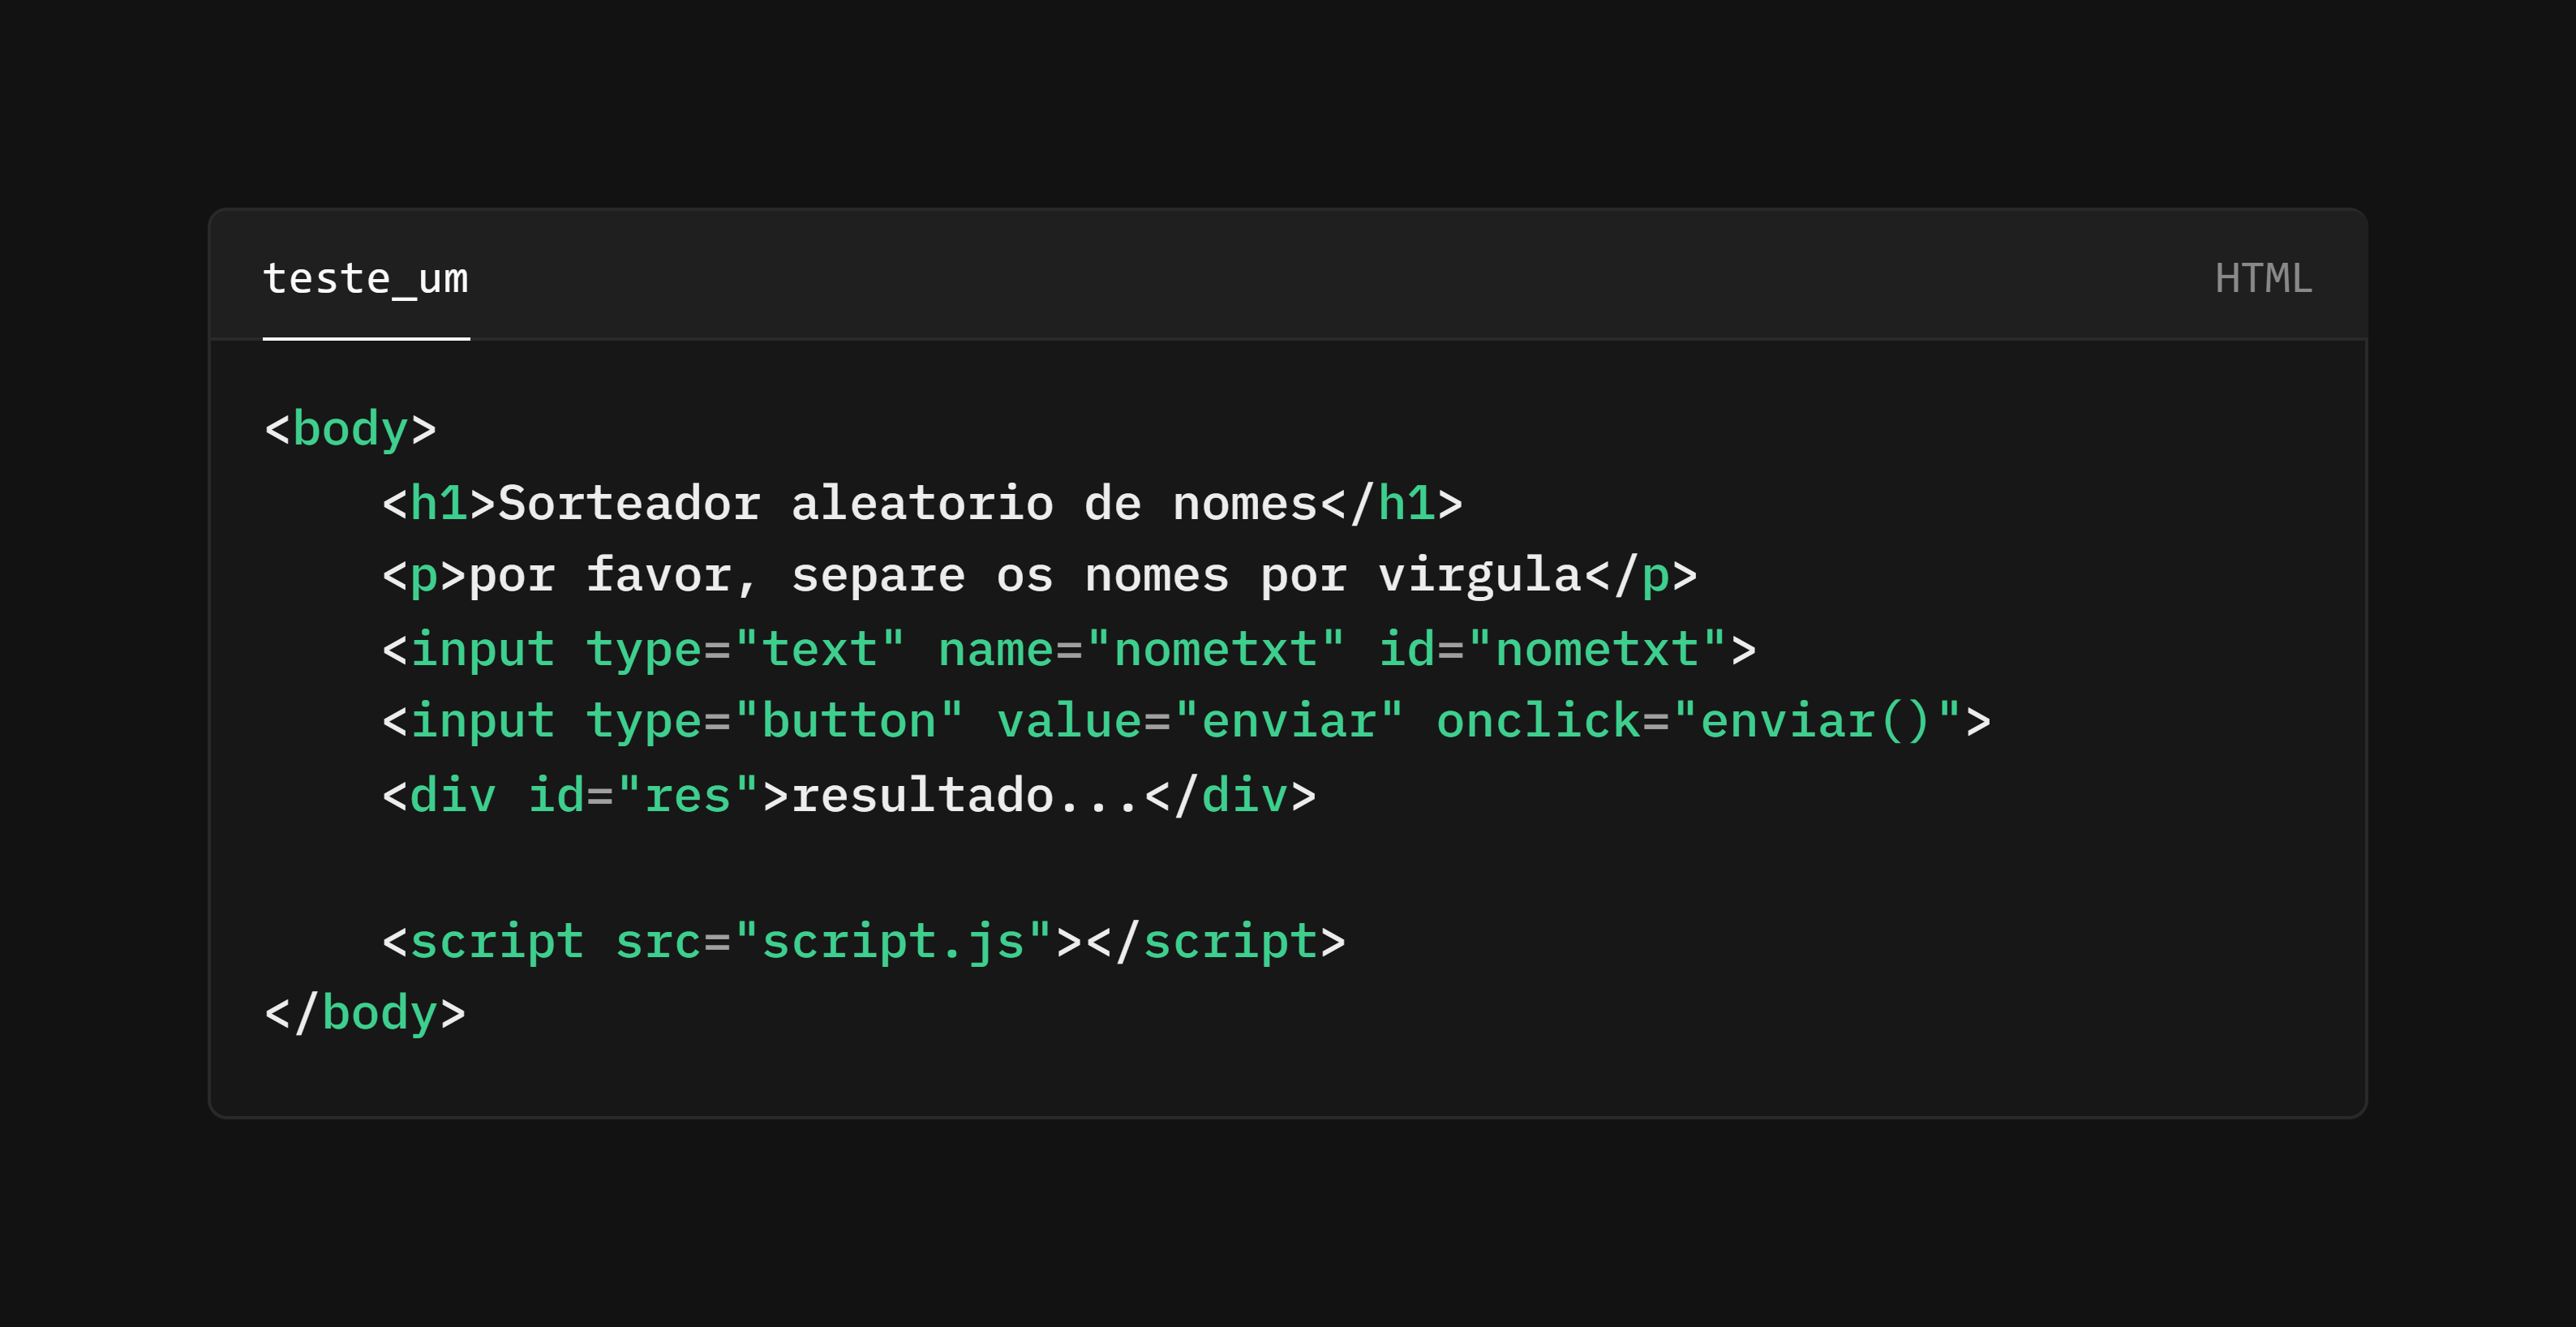 teste_um
HTML
<body>
    <h1>Sorteador aleatorio de nomes</h1>
    <p>por favor, separe os nomes por virgula</p>
    <input type="text" name="nometxt" id="nometxt">
    <input type="button" value="enviar" onclick="enviar()">
    <div id="res">resultado...</div>

    <script src="script.js"></script>
</body>